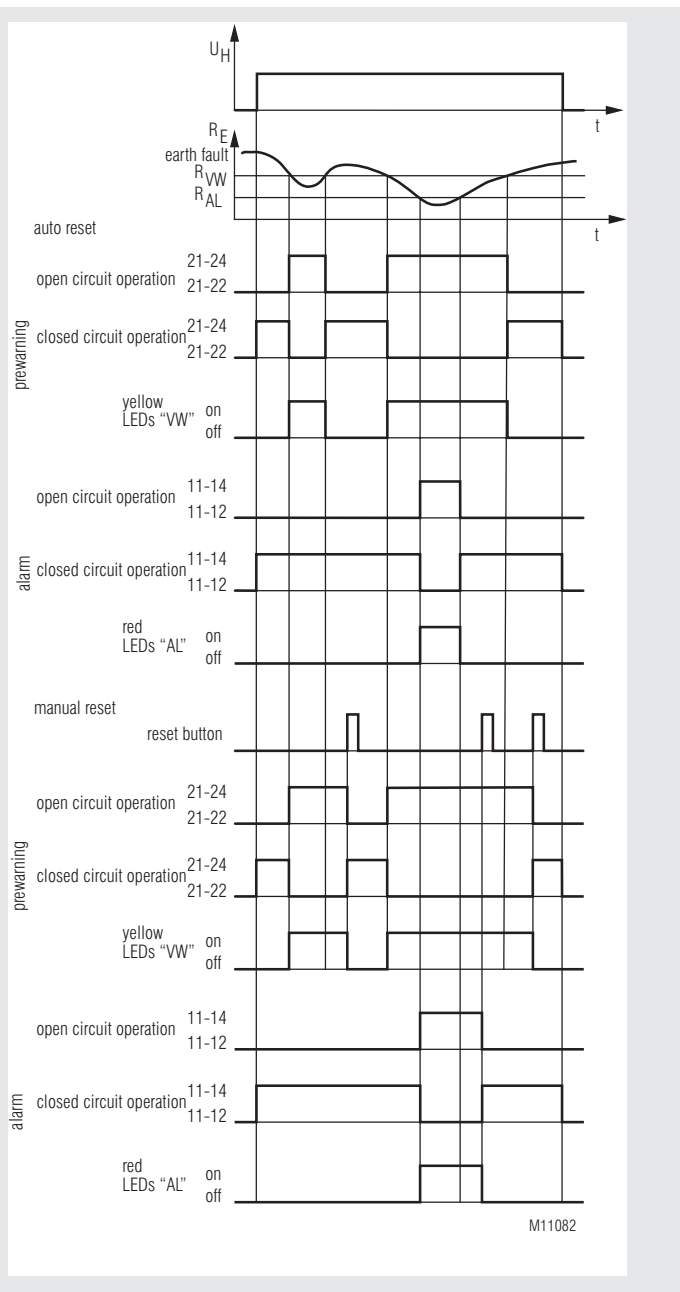 UH
t
RE
earth fault
RVW
RAL
t
auto reset
prewarning
open circuit operation 21-24
21-22
closed circuit operation 21-24
21-22
yellow
LEDs “VW” on
off
alarm
open circuit operation 11-14
11-12
closed circuit operation 11-14
11-12
red
LEDs “AL” on
off
manual reset
reset button
prewarning
open circuit operation 21-24
21-22
closed circuit operation 21-24
21-22
yellow
LEDs “VW” on
off
alarm
open circuit operation 11-14
11-12
closed circuit operation 11-14
11-12
red
LEDs “AL” on
off
M11082